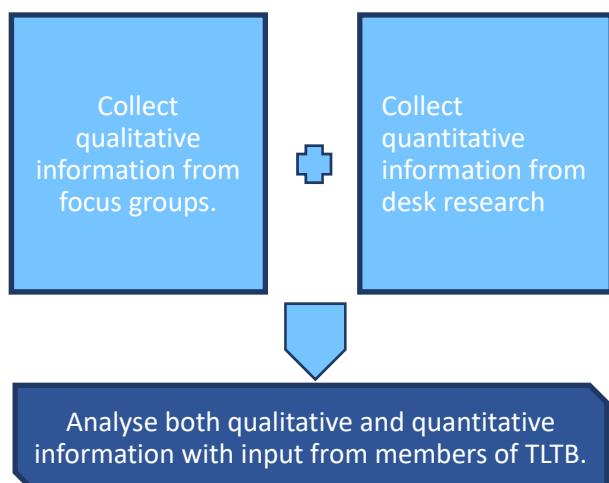 Collect
qualitative
information from
focus groups.
Collect
quantitative
information from
desk research
Analyse both qualitative and quantitative
information with input from members of TLTB.